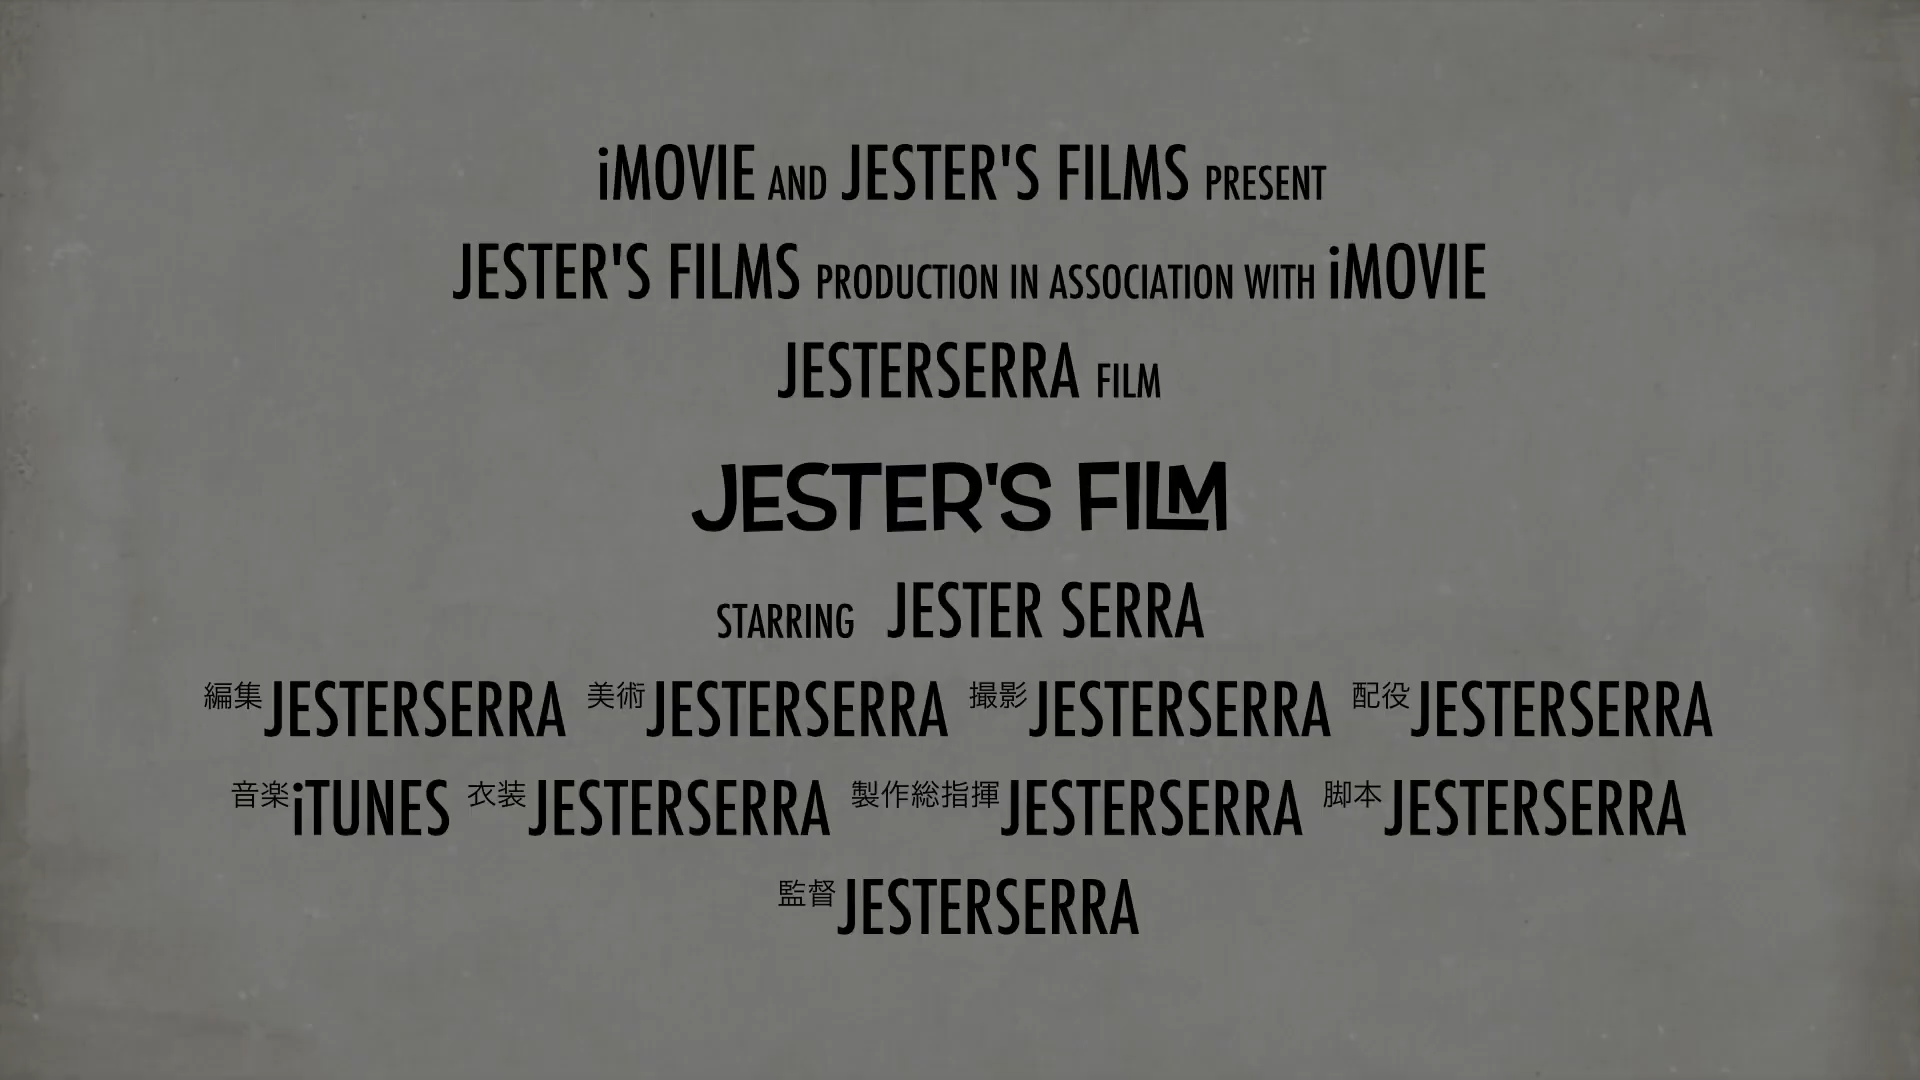 iMOVIE AND JESTER'S FILMS PRESENT
JESTER'S FILMS PRODUCTION IN ASSOCIATION WITH iMOVIE
JESTERSERRA FILM
JESTER'S FILM
STARRING JESTER SERRA
編集JESTERSERRA 美術JESTERSERRA 撮影JESTERSERRA 配役JESTERSERRA
音楽iTUNES 衣装JESTERSERRA 製作総指揮JESTERSERRA 脚本JESTERSERRA
監督JESTERSERRA